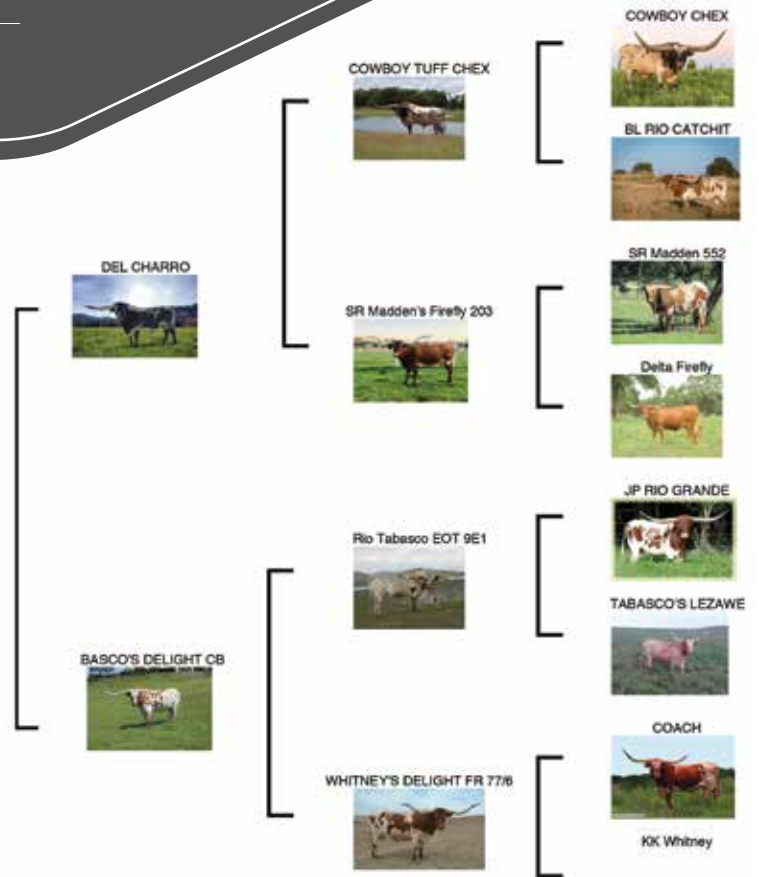 COWBOY CHEX
COWBOY TUFF CHEX
BL RIO CATCHIT
DEL CHARRO
SR Madden 552
SR Madden's Firefly 203
Delta Firefly
JP RIO GRANDE
Rio Tabasco EOT 9E1
TABASCO'S LEZAWE
BASCO'S DELIGHT CB
COACH
WHITNEY'S DELIGHT FR 77/6
KK Whitney